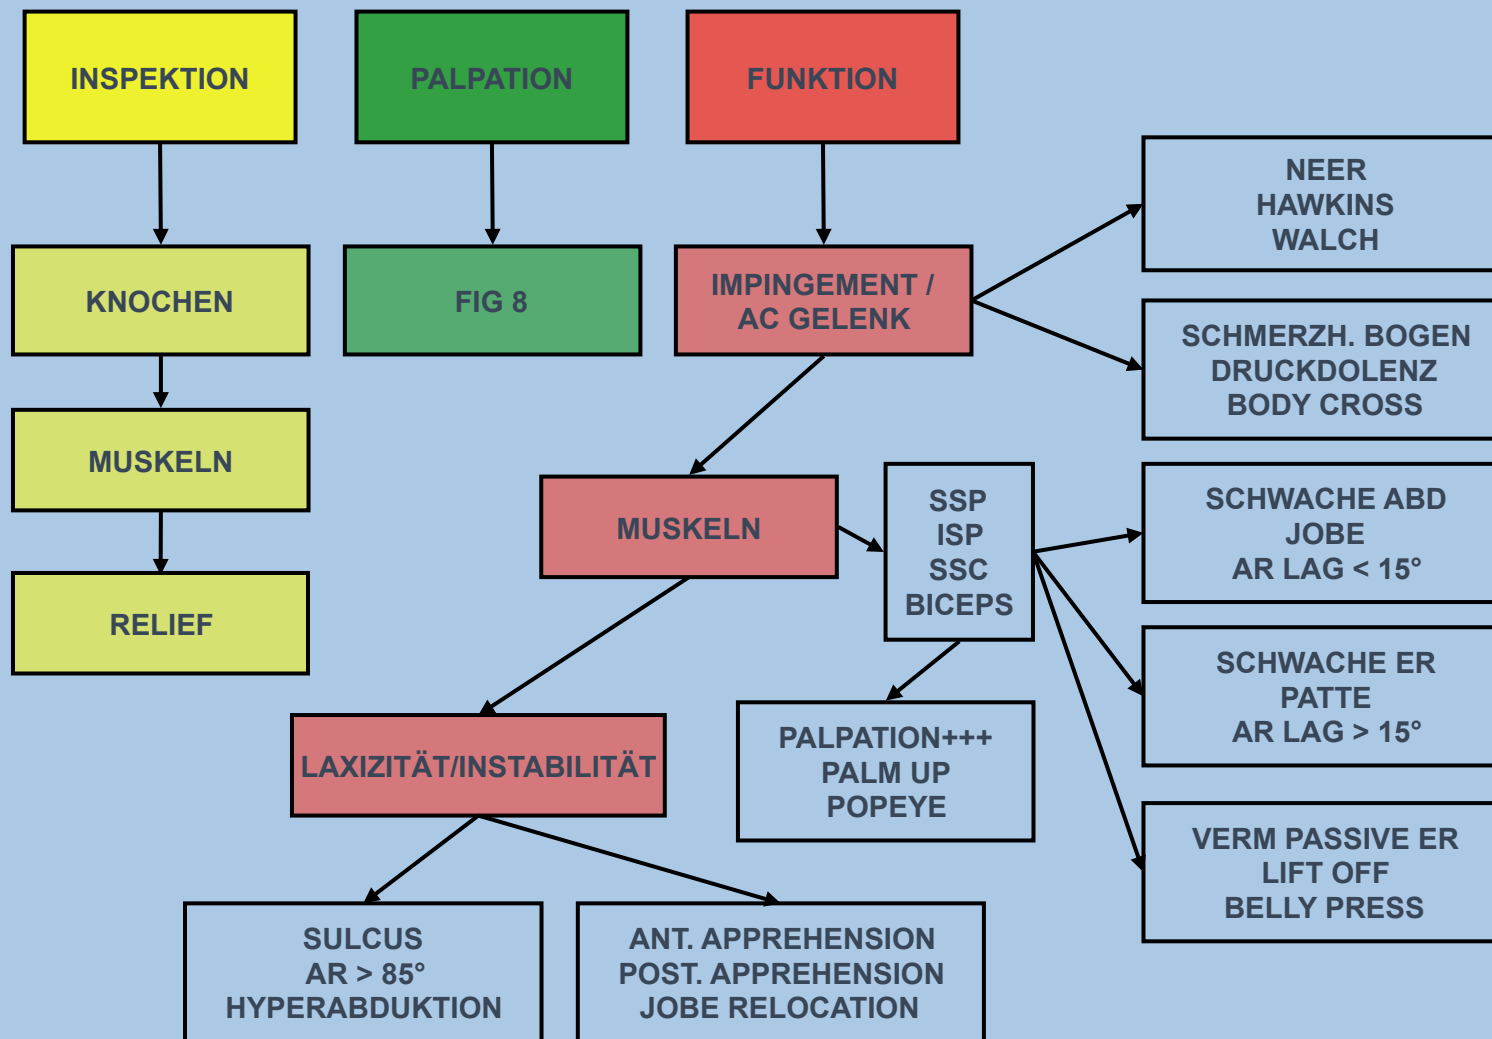 INSPEKTION
PALPATION
FUNKTION
NEER
HAWKINS
WALCH
KNOCHEN
FIG 8
IMPINGEMENT /
AC GELENK
SCHMERZH. BOGEN
DRUCKDOLENZ
BODY CROSS
MUSKELN
MUSKELN
SSP
ISP
SSC
BICEPS
SCHWACHE ABD
JOBE
AR LAG < 15°
RELIEF
SCHWACHE ER
PATTE
AR LAG > 15°
LAXIZITÄT/INSTABILITÄT
PALPATION+++
PALM UP
POPEYE
VERM PASSIVE ER
LIFT OFF
BELLY PRESS
SULCUS
AR > 85°
HYPERABDUKTION
ANT. APPREHENSION
POST. APPREHENSION
JOBE RELOCATION